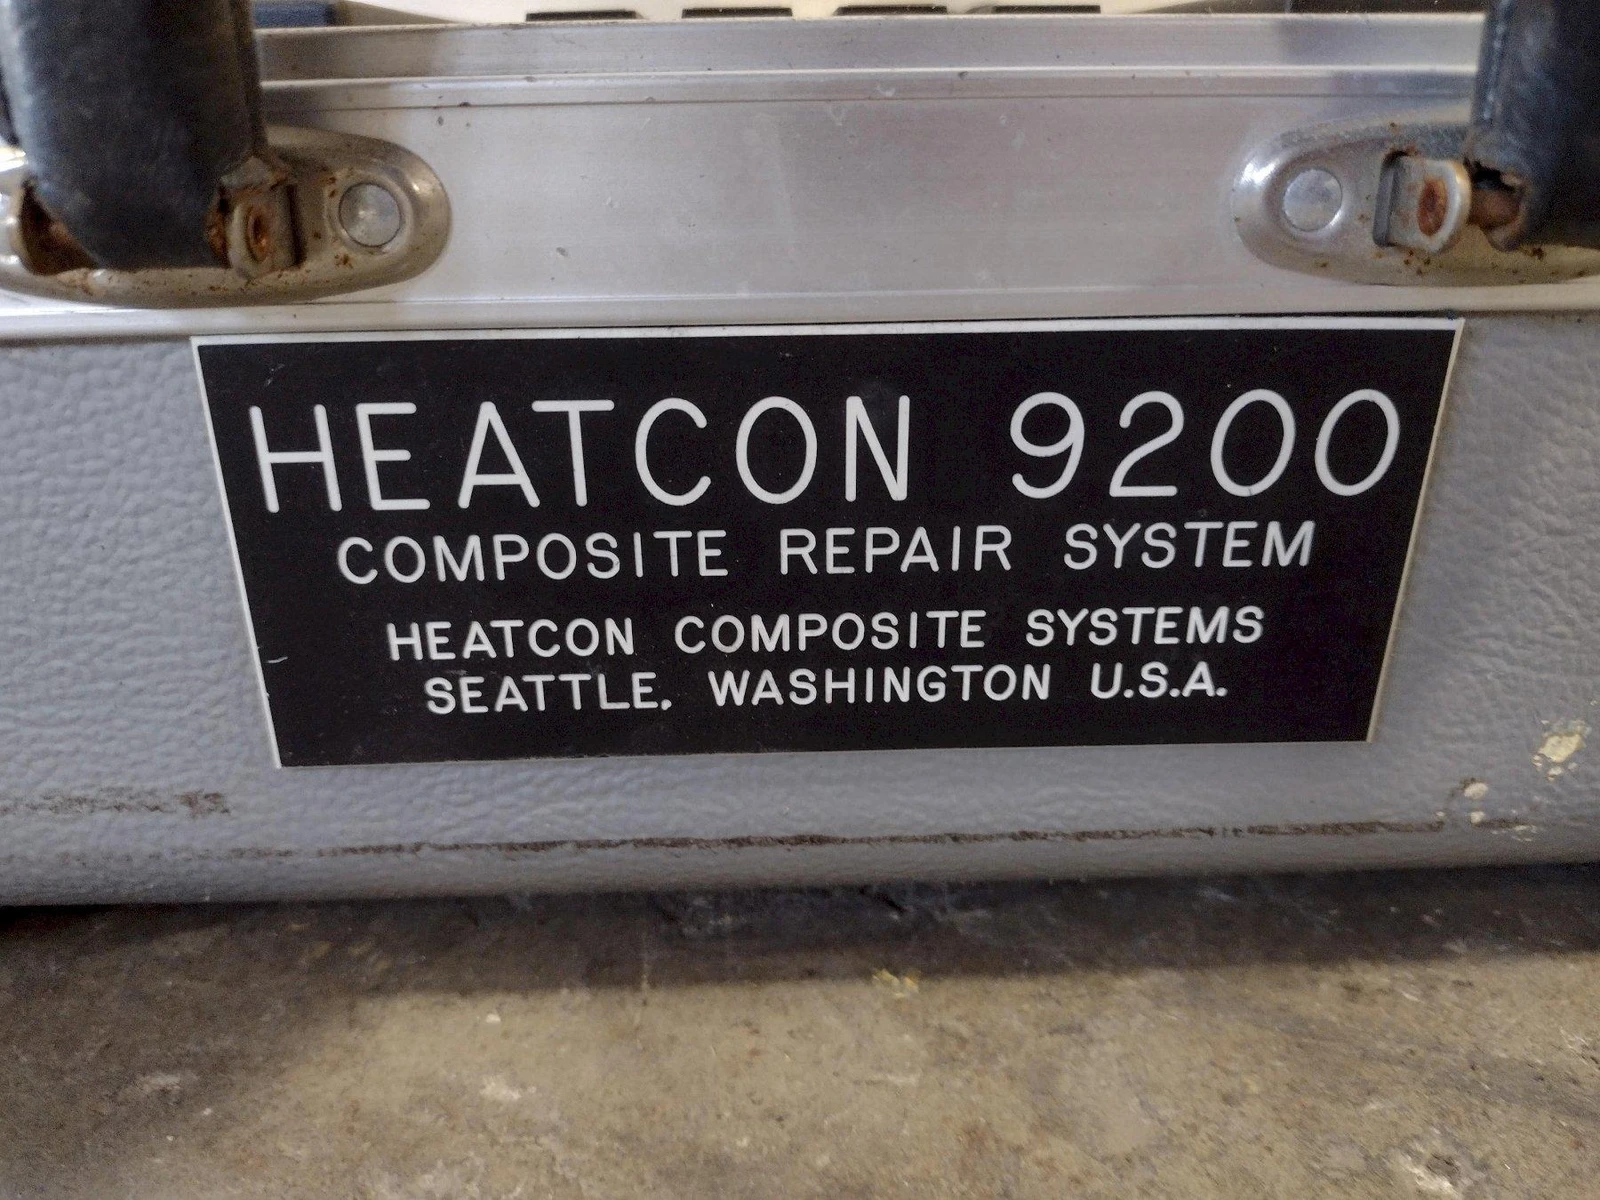 HEATCON 9200
COMPOSITE REPAIR SYSTEM
HEATCON COMPOSITE SYSTEMS
SEATTLE, WASHINGTON U.S.A.